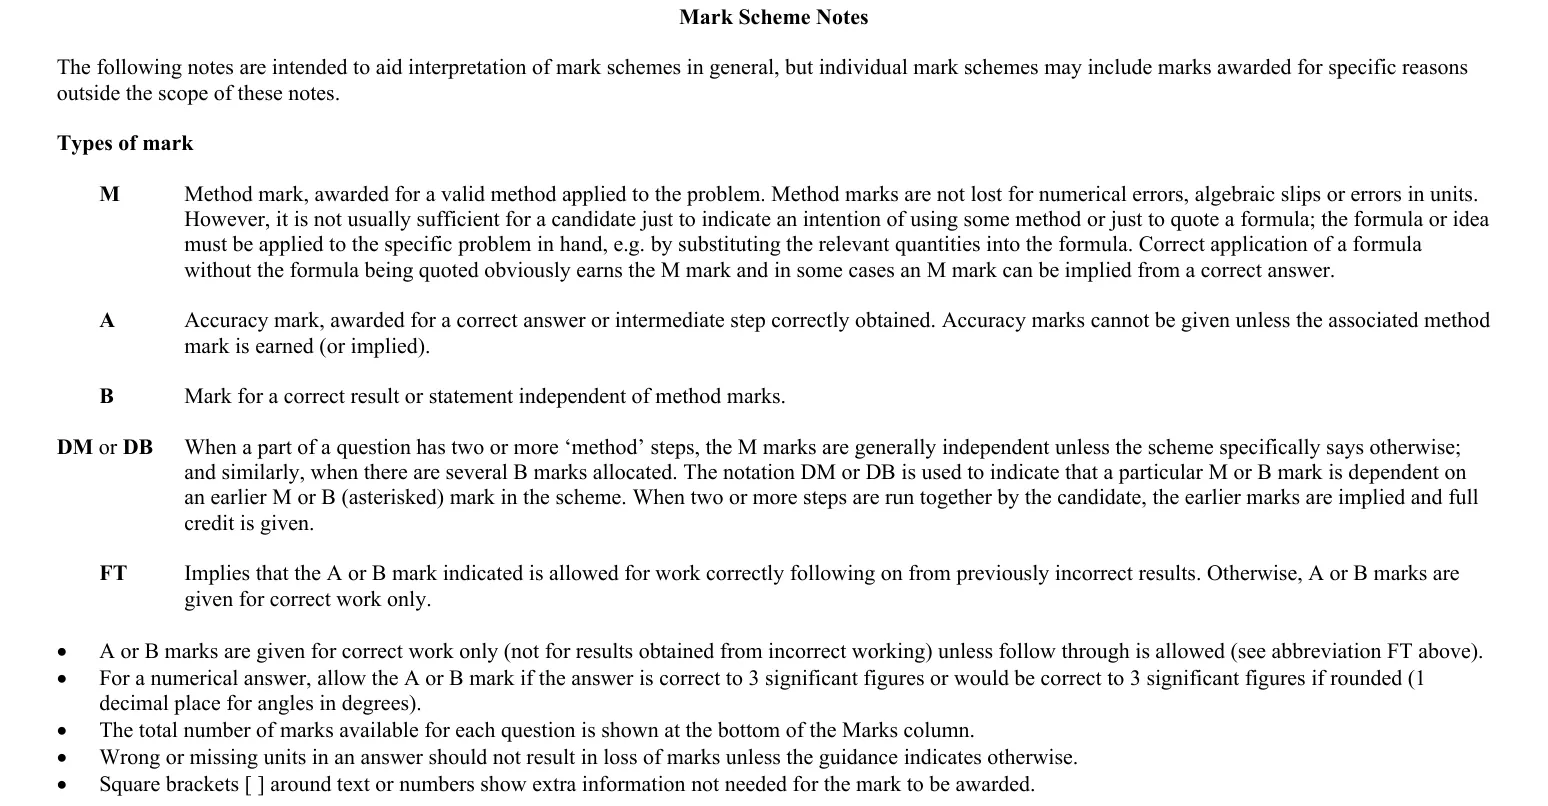 Mark Scheme Notes
The following notes are intended to aid interpretation of mark schemes in general, but individual mark schemes may include marks awarded for specific reasons
outside the scope of these notes.
Types of mark
M Method mark, awarded for a valid method applied to the problem. Method marks are not lost for numerical errors, algebraic slips or errors in units.
However, it is not usually sufficient for a candidate just to indicate an intention of using some method or just to quote a formula; the formula or idea
must be applied to the specific problem in hand, e.g. by substituting the relevant quantities into the formula. Correct application of a formula
without the formula being quoted obviously earns the M mark and in some cases an M mark can be implied from a correct answer.
A Accuracy mark, awarded for a correct answer or intermediate step correctly obtained. Accuracy marks cannot be given unless the associated method
mark is earned (or implied).
B Mark for a correct result or statement independent of method marks.
DM or DB When a part of a question has two or more ‘method’ steps, the M marks are generally independent unless the scheme specifically says otherwise;
and similarly, when there are several B marks allocated. The notation DM or DB is used to indicate that a particular M or B mark is dependent on
an earlier M or B (asterisked) mark in the scheme. When two or more steps are run together by the candidate, the earlier marks are implied and full
credit is given.
FT Implies that the A or B mark indicated is allowed for work correctly following on from previously incorrect results. Otherwise, A or B marks are
given for correct work only.
• A or B marks are given for correct work only (not for results obtained from incorrect working) unless follow through is allowed (see abbreviation FT above).
• For a numerical answer, allow the A or B mark if the answer is correct to 3 significant figures or would be correct to 3 significant figures if rounded (1
decimal place for angles in degrees).
• The total number of marks available for each question is shown at the bottom of the Marks column.
• Wrong or missing units in an answer should not result in loss of marks unless the guidance indicates otherwise.
• Square brackets [ ] around text or numbers show extra information not needed for the mark to be awarded.